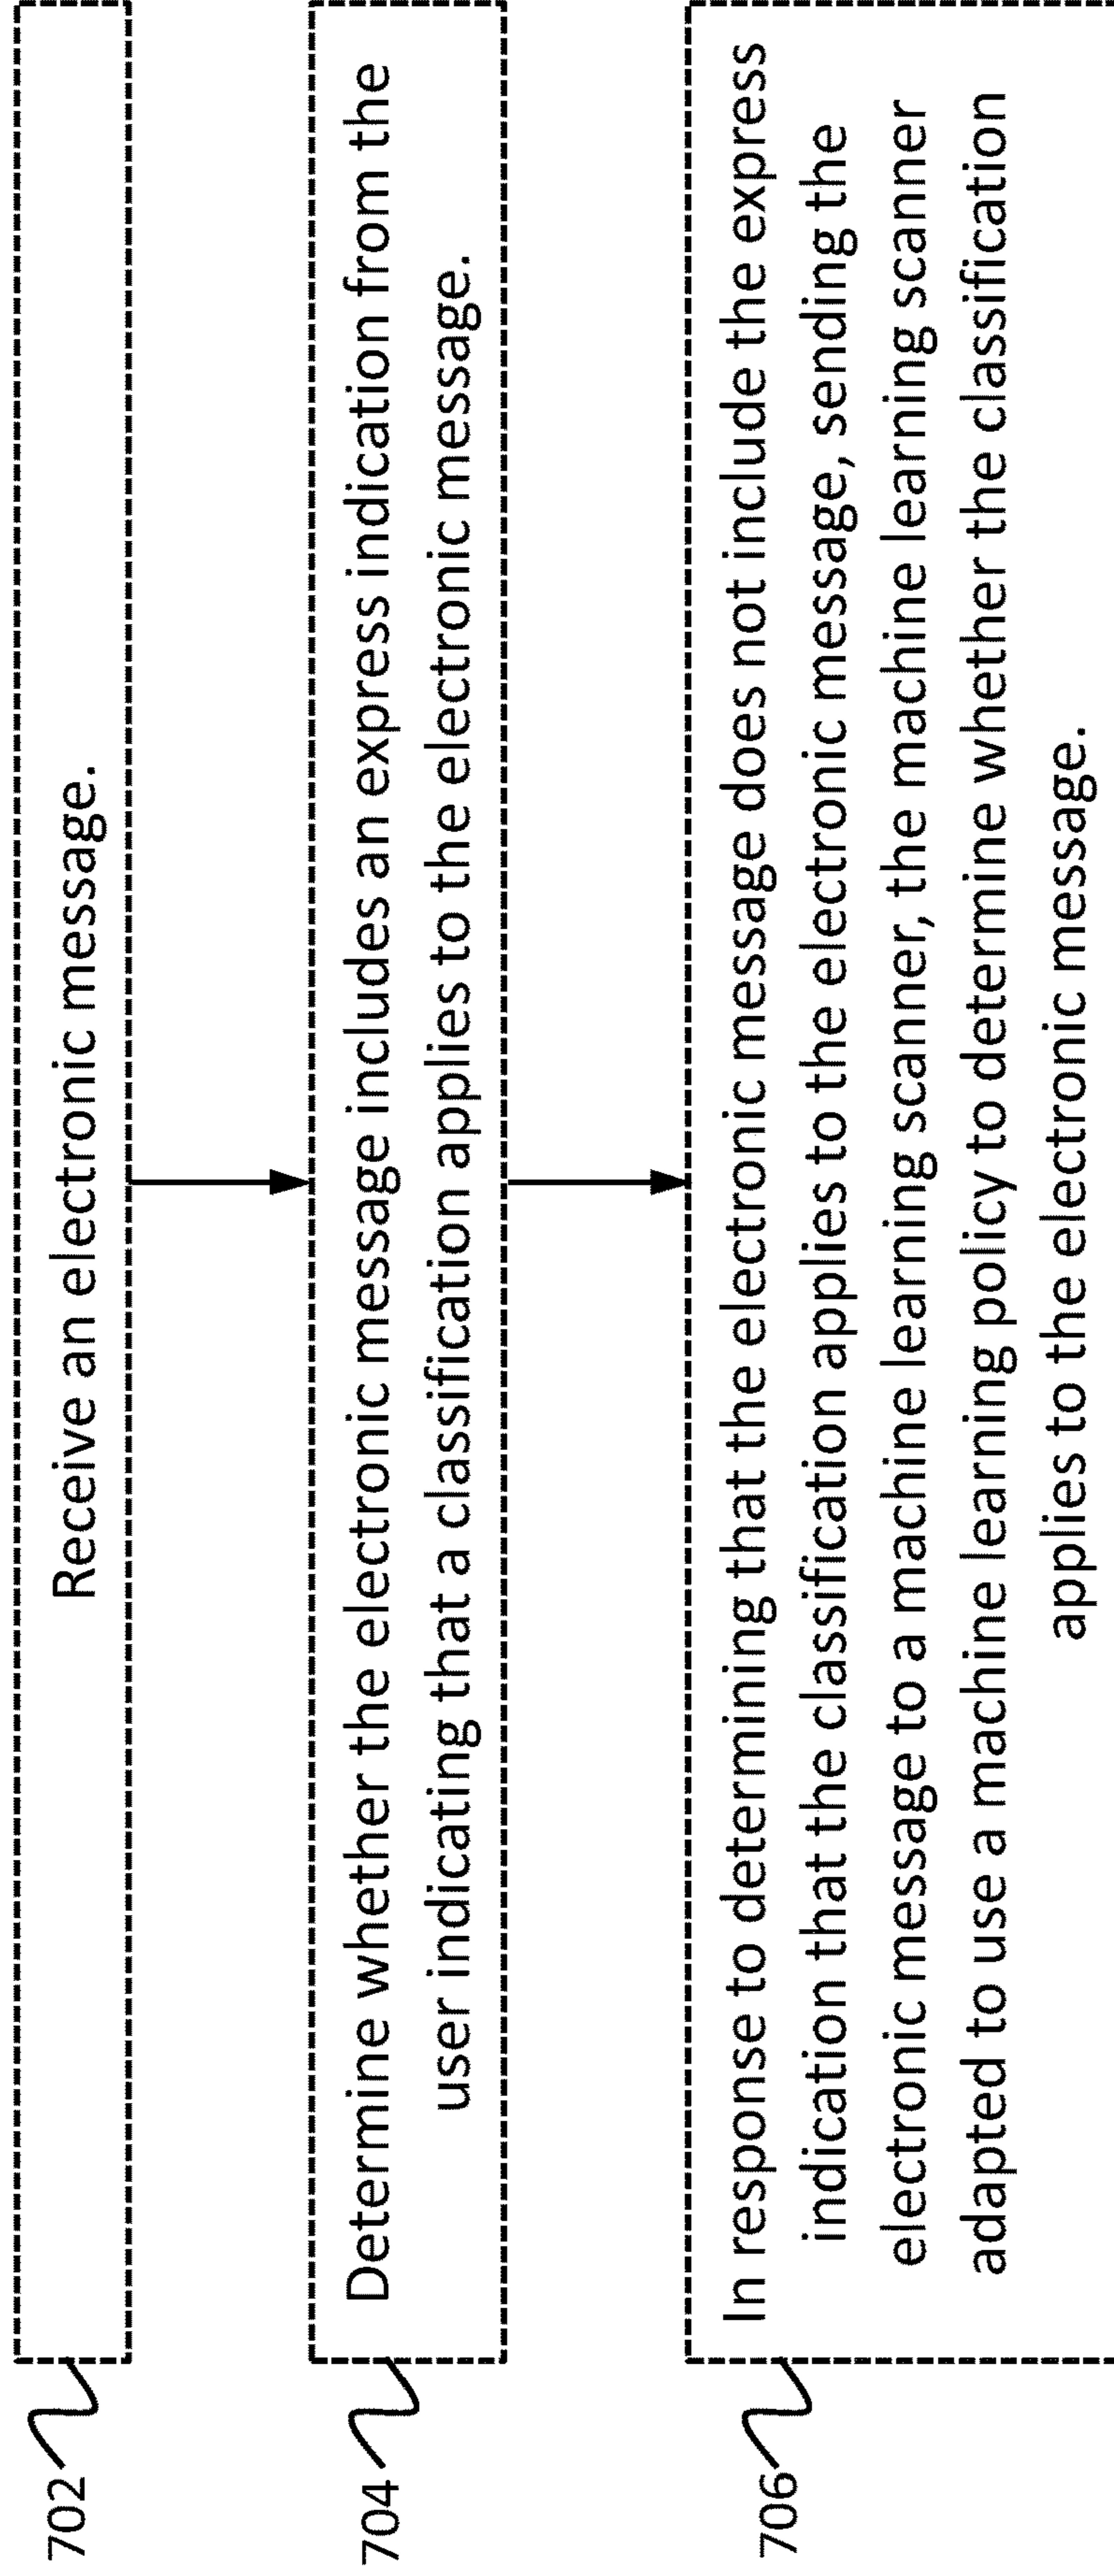 702
Receive an electronic message.
704
Determine whether the electronic message includes an express indication from the
user indicating that a classification applies to the electronic message.
706
In response to determining that the electronic message does not include the express
indication that the classification applies to the electronic message, sending the
electronic message to a machine learning scanner, the machine learning scanner
adapted to use a machine learning policy to determine whether the classification
applies to the electronic message.